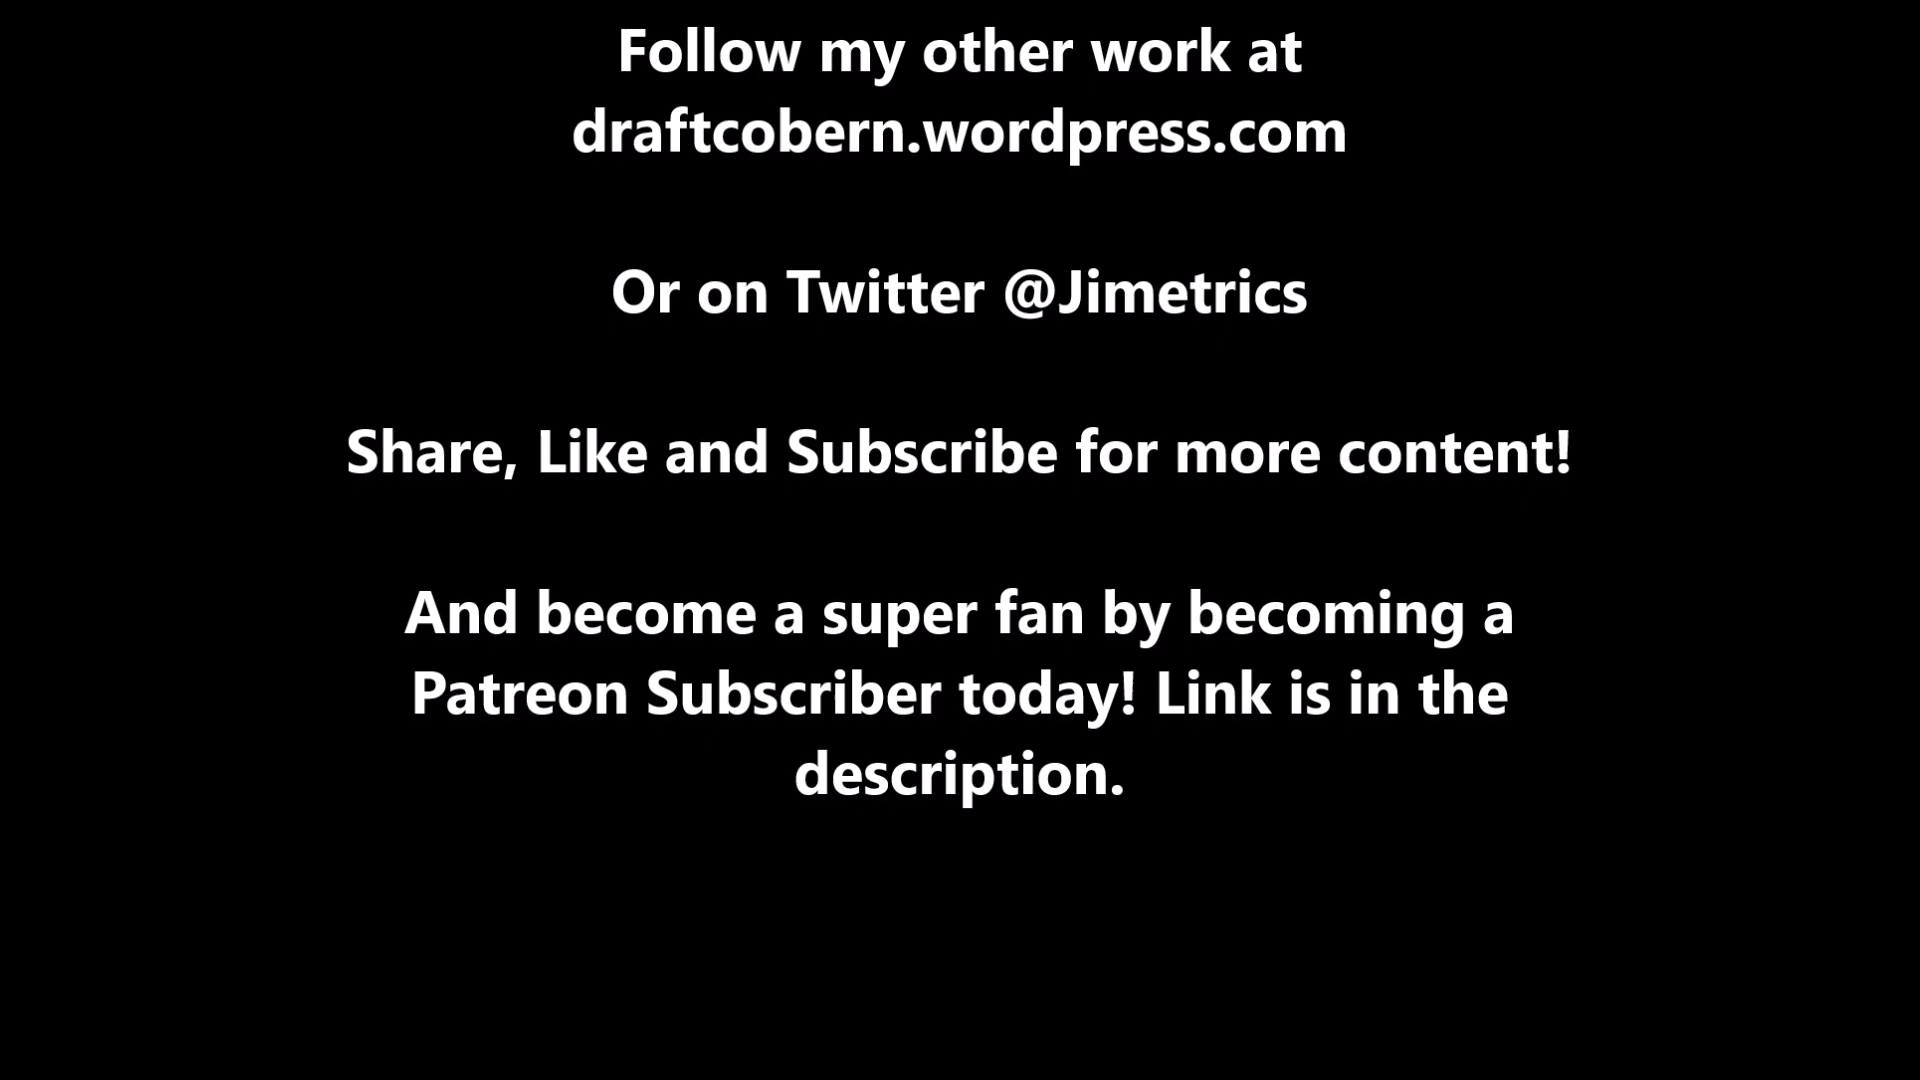 Follow my other work at
draftcobern.wordpress.com
Or on Twitter @Jimetrics
Share, Like and Subscribe for more content!
And become a super fan by becoming a
Patreon Subscriber today! Link is in the
description.